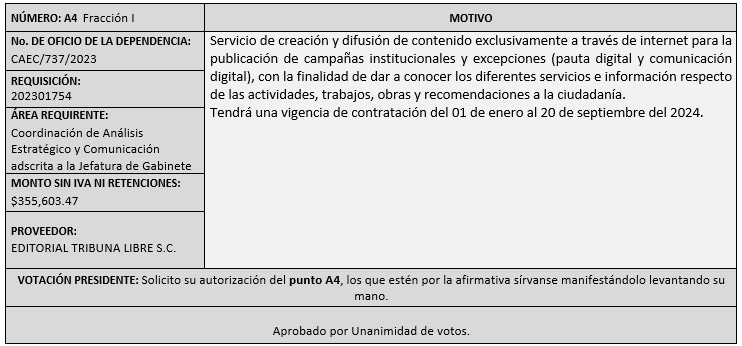 NÚMERO: A4 Fracción I
MOTIVO
No. DE OFICIO DE LA DEPENDENCIA:
CAEC/737/2023
REQUISICIÓN:
202301754
ÁREA REQUIRENTE:
Coordinación de Análisis
Estratégico y Comunicación
adscrita a la Jefatura de Gabinete
MONTO SIN IVA NI RETENCIONES:
$355,603.47
PROVEEDOR:
EDITORIAL TRIBUNA LIBRE S.C.
Servicio de creación y difusión de contenido exclusivamente a través de internet para la
publicación de campañas institucionales y excepciones (pauta digital y comunicación
digital), con la finalidad de dar a conocer los diferentes servicios e información respecto
de las actividades, trabajos, obras y recomendaciones a la ciudadanía.
Tendrá una vigencia de contratación del 01 de enero al 20 de septiembre del 2024.
VOTACIÓN PRESIDENTE: Solicito su autorización del punto A4, los que estén por la afirmativa sírvanse manifestándolo levantando su
mano.
Aprobado por Unanimidad de votos.